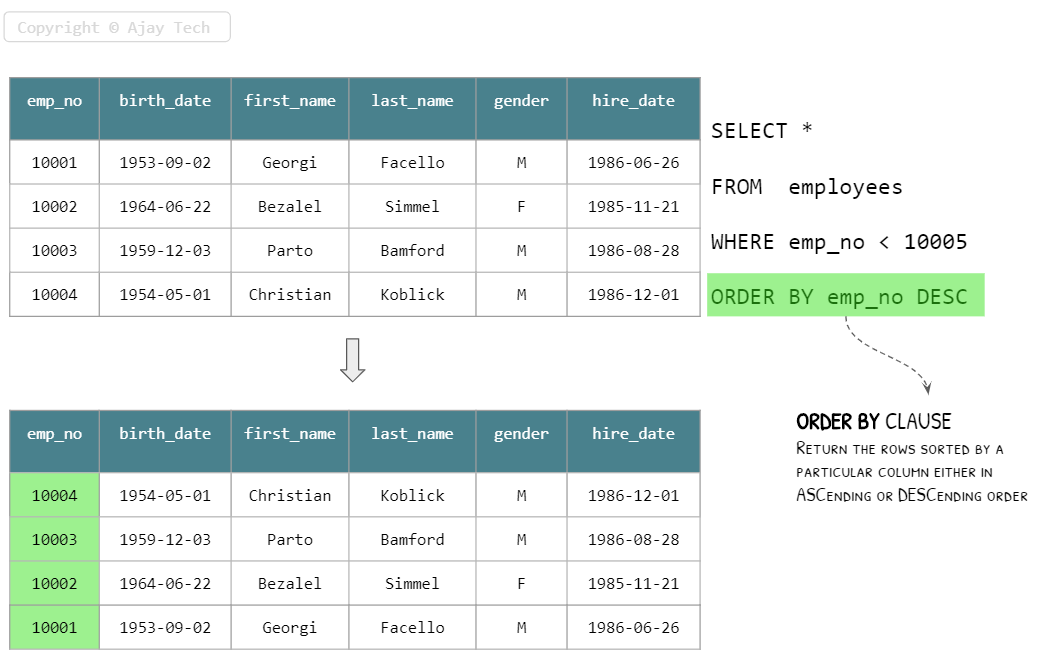 Copyright © Ajay Tech
emp_no birth_date first_name last_name gender hire_date
10001 1953-09-02 Georgi Facello M 1986-06-26
10002 1964-06-22 Bezalel Simmel F 1985-11-21
10003 1959-12-03 Parto Bamford M 1986-08-28
10004 1954-05-01 Christian Koblick M 1986-12-01
SELECT *
FROM employees
WHERE emp_no < 10005
ORDER BY emp_no DESC
ORDER BY CLAUSE
RETURN THE ROWS SORTED BY A
PARTICULAR COLUMN EITHER IN
ASCENDING OR DESCENDING ORDER
emp_no birth_date first_name last_name gender hire_date
10004 1954-05-01 Christian Koblick M 1986-12-01
10003 1959-12-03 Parto Bamford M 1986-08-28
10002 1964-06-22 Bezalel Simmel F 1985-11-21
10001 1953-09-02 Georgi Facello M 1986-06-26